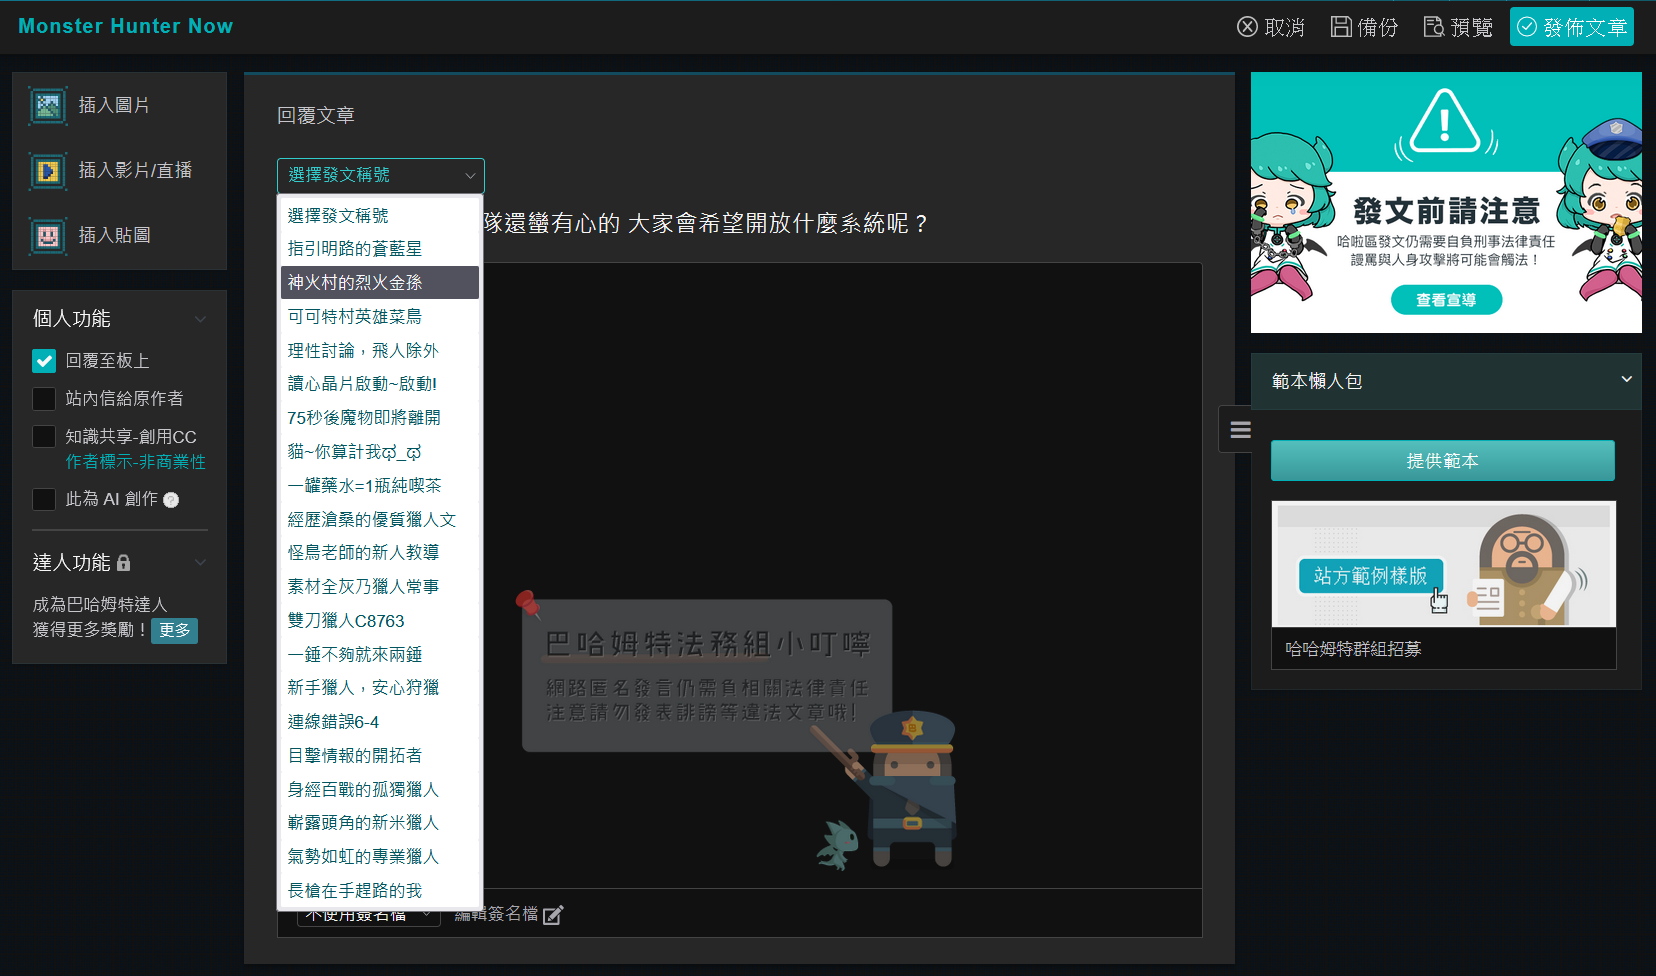 Monster Hunter Now
取消
備份
預覽
發佈文章
插入圖片
插入影片/直播
插入貼圖
個人功能
回覆至板上
站內信給原作者
知識共享-創用CC
作者標示-非商業性
此為 AI 創作
?
達人功能
成為巴哈姆特達人
獲得更多獎勵！ 更多
回覆文章
選擇發文稱號
隊還蠻有心的 大家會希望開放什麼系統呢？
選擇發文稱號
指引明路的蒼藍星
神火村的烈火金孫
可可特村英雄菜鳥
理性討論，飛人除外
讀心晶片啟動~啟動!
75秒後魔物即將離開
一罐藥水=1瓶純喫茶
經歷滄桑的優質獵人文
怪鳥老師的新人教導
素材全灰乃獵人常事
雙刀獵人C8763
一錘不夠就來兩錘
新手獵人，安心狩獵
連線錯誤6-4
目擊情報的開拓者
身經百戰的孤獨獵人
嶄露頭角的新米獵人
氣勢如虹的專業獵人
長槍在手趕路的我
巴哈姆特法務組小叮嚀
網路匿名發言仍需負相關法律責任
注意請勿發表誹謗等違法文章哦!
不使用簽名檔
編輯簽名檔
發文前請注意
哈啦區發文仍需要自負刑事法律責任
謾罵與人身攻擊將可能會觸法！
查看宣導
範本懶人包
提供範本
站方範例樣版
哈哈姆特群組招募